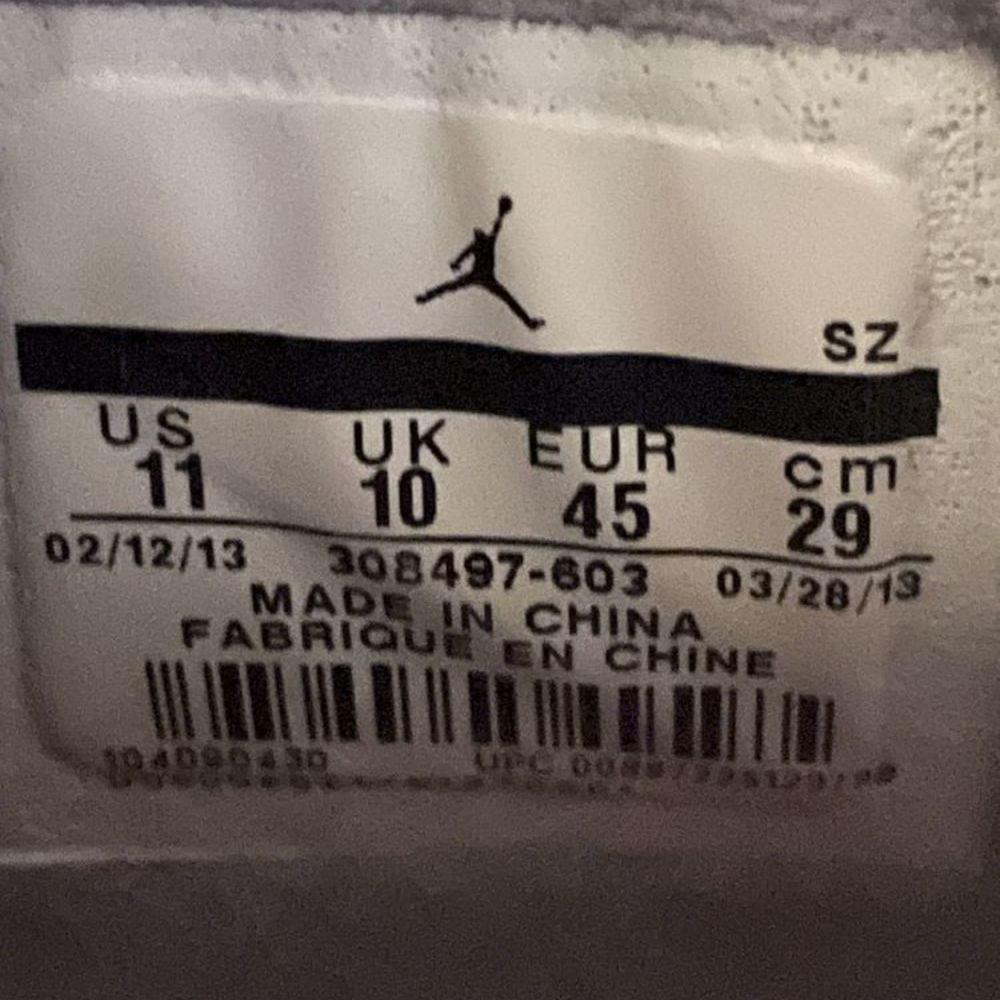 SZ
US UK EUR cm
11 10 45 29
02/12/13 308497-603 03/28/13
MADE IN CHINA
FABRIQUE EN CHINE
UPC